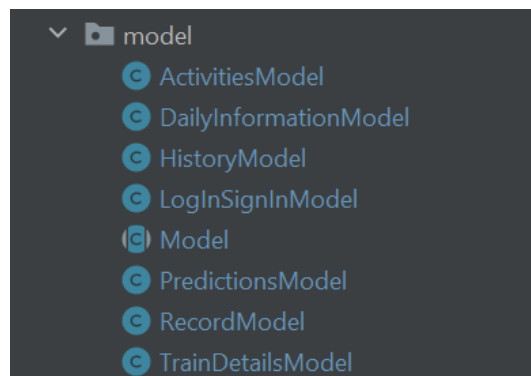 model
ActivitiesModel
DailyInformationModel
HistoryModel
LogInSignInModel
Model
PredictionsModel
RecordModel
TrainDetailsModel